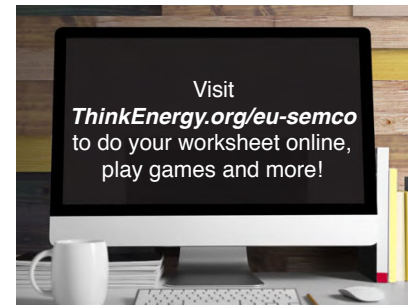 Visit
ThinkEnergy.org/eu-semco
to do your worksheet online,
play games and more!